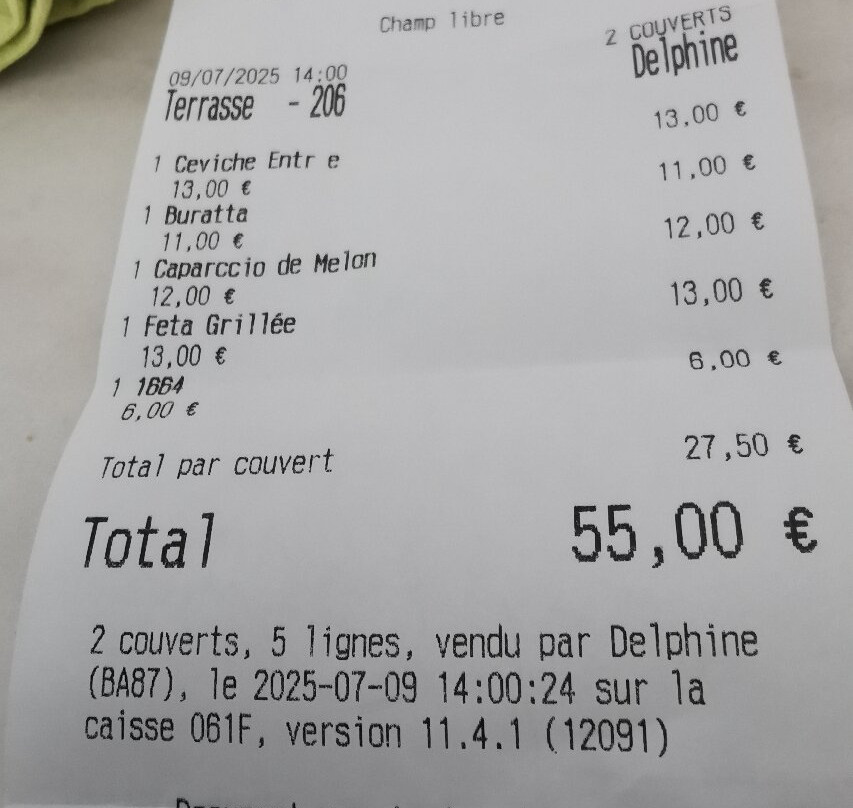 Champ libre
2 COUVERTS
09/07/2025 14:00 Delphine
Terrasse - 206
13,00 €
1 Ceviche Entr e
13,00 € 11,00 €
1 Buratta
11,00 € 12,00 €
1 Caparccio de Melon
12,00 € 13,00 €
1 Feta Grillée
13,00 € 6,00 €
1 1664
6,00 €
Total par couvert 27,50 €
Total 55,00 €
2 couverts, 5 lignes, vendu par Delphine
(BA87), le 2025-07-09 14:00:24 sur la
caisse 061F, version 11.4.1 (12091)